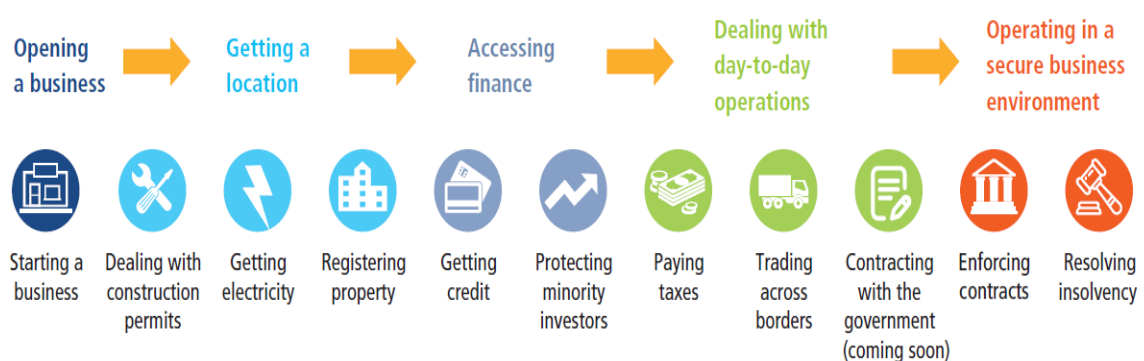 Opening
a business
Getting a
location
Accessing
finance
Dealing with
day-to-day
operations
Operating in a
secure business
environment
Starting a
business
Dealing with
construction
permits
Getting
electricity
Registering
property
Getting
credit
Protecting
minority
investors
Paying
taxes
Trading
across
borders
Contracting
with the
government
(coming soon)
Enforcing
contracts
Resolving
insolvency